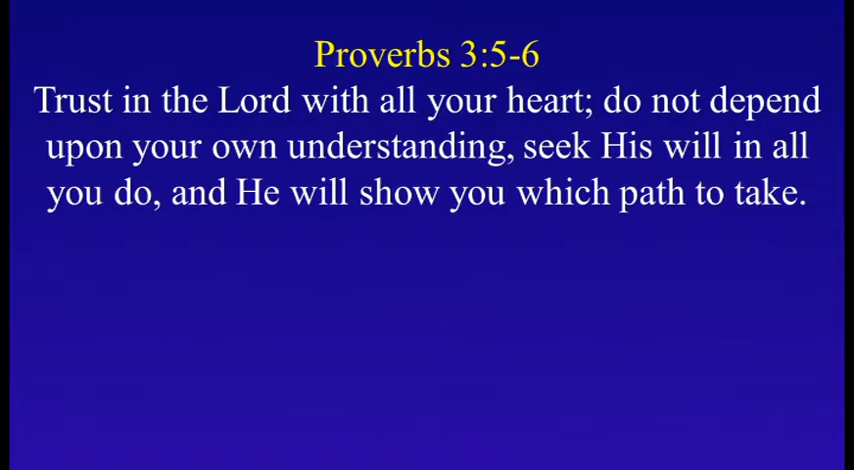 Proverbs 3:5-6
Trust in the Lord with all your heart; do not depend
upon your own understanding, seek His will in all
you do, and He will show you which path to take.